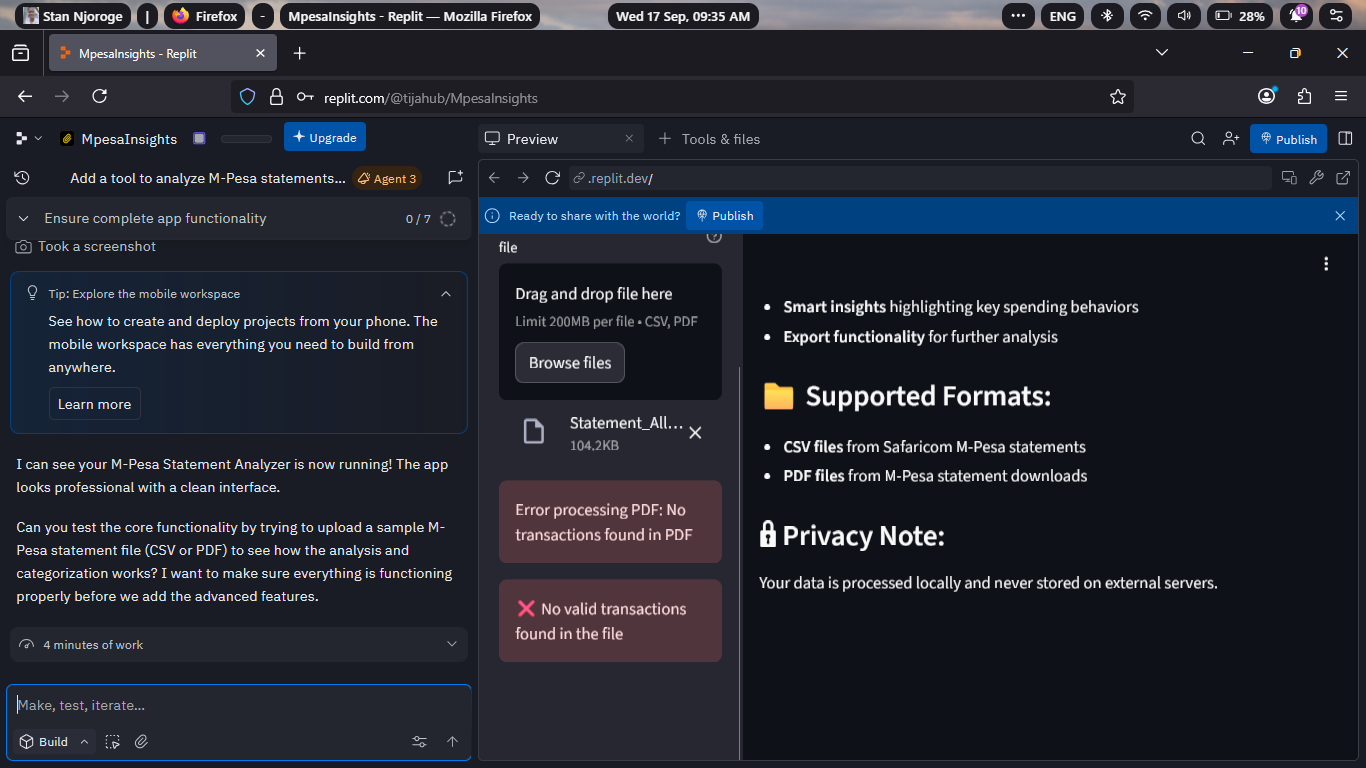 Stan Njoroge
|
Firefox
-
MpesaInsights - Replit — Mozilla Firefox
Wed 17 Sep, 09:35 AM
ENG
28%
10
MpesaInsights - Replit
replit.com/@tijahub/MpesaInsights
MpesaInsights
Upgrade
Preview
Tools & files
Publish
Add a tool to analyze M-Pesa statements...
Agent 3
.replit.dev/
Ensure complete app functionality
0 / 7
Ready to share with the world?
Publish
Took a screenshot
Tip: Explore the mobile workspace
See how to create and deploy projects from your phone. The
mobile workspace has everything you need to build from
anywhere.
Learn more
I can see your M-Pesa Statement Analyzer is now running! The app
looks professional with a clean interface.
Can you test the core functionality by trying to upload a sample M-
Pesa statement file (CSV or PDF) to see how the analysis and
categorization works? I want to make sure everything is functioning
properly before we add the advanced features.
4 minutes of work
Make, test, iterate...
Build
file
Drag and drop file here
Limit 200MB per file • CSV, PDF
Browse files
Statement_All...
104.2KB
Error processing PDF: No
transactions found in PDF
❌ No valid transactions
found in the file
• Smart insights highlighting key spending behaviors
• Export functionality for further analysis
📁 Supported Formats:
• CSV files from Safaricom M-Pesa statements
• PDF files from M-Pesa statement downloads
🔒 Privacy Note:
Your data is processed locally and never stored on external servers.